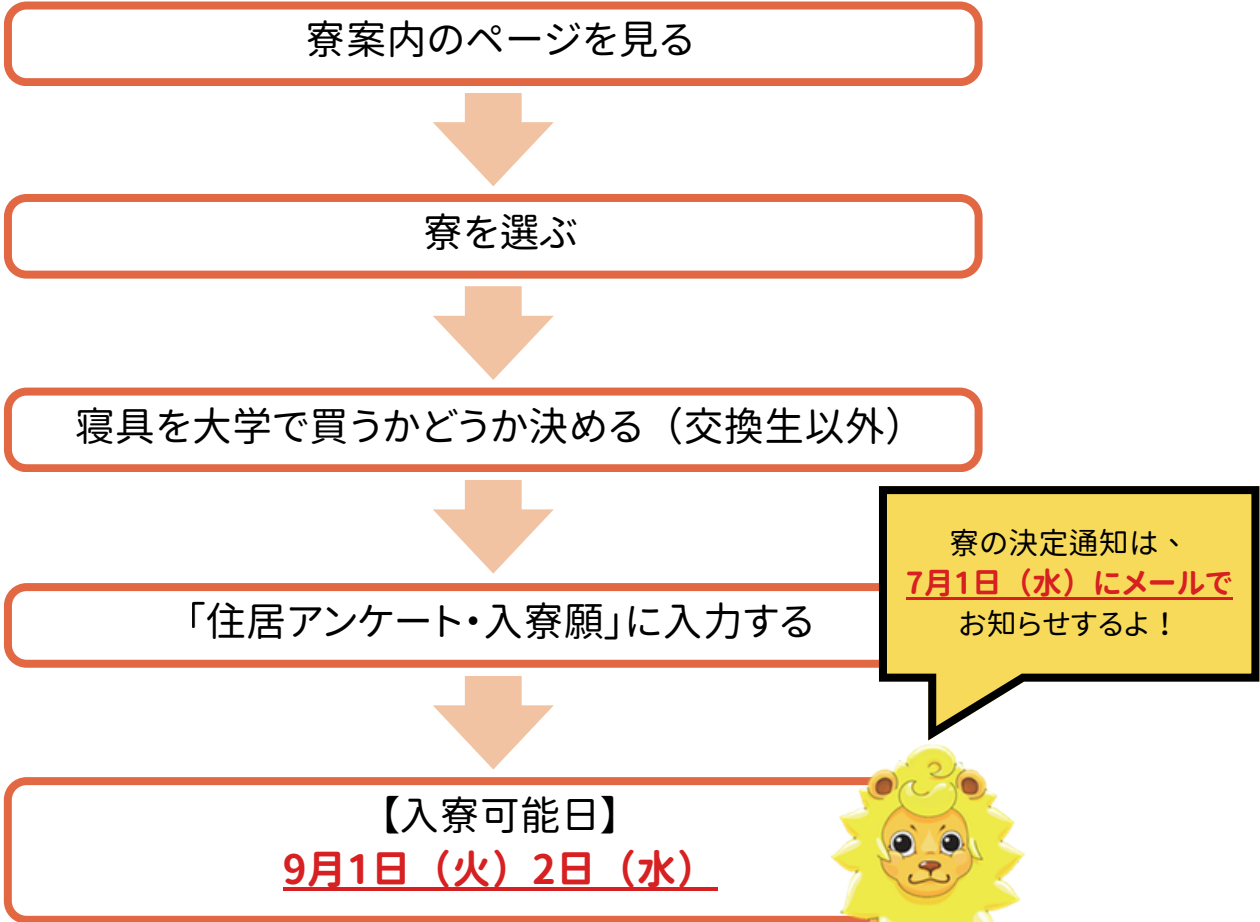 寮案内のページを見る
寮を選ぶ
寝具を大学で買うかどうか決める（交換生以外）
「住居アンケート・入寮願」に入力する
寮の決定通知は、
7月1日（水）にメールで
お知らせするよ！
【入寮可能日】
9月1日（火）2日（水）